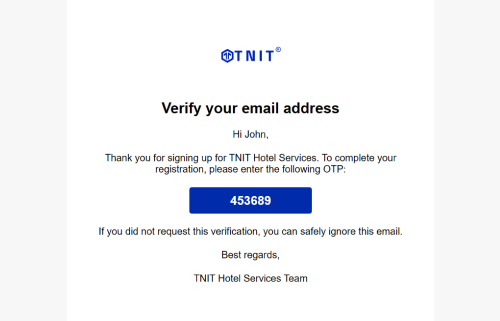 TNIT®
Verify your email address
Hi John,
Thank you for signing up for TNIT Hotel Services. To complete your
registration, please enter the following OTP:
453689
If you did not request this verification, you can safely ignore this email.
Best regards,
TNIT Hotel Services Team